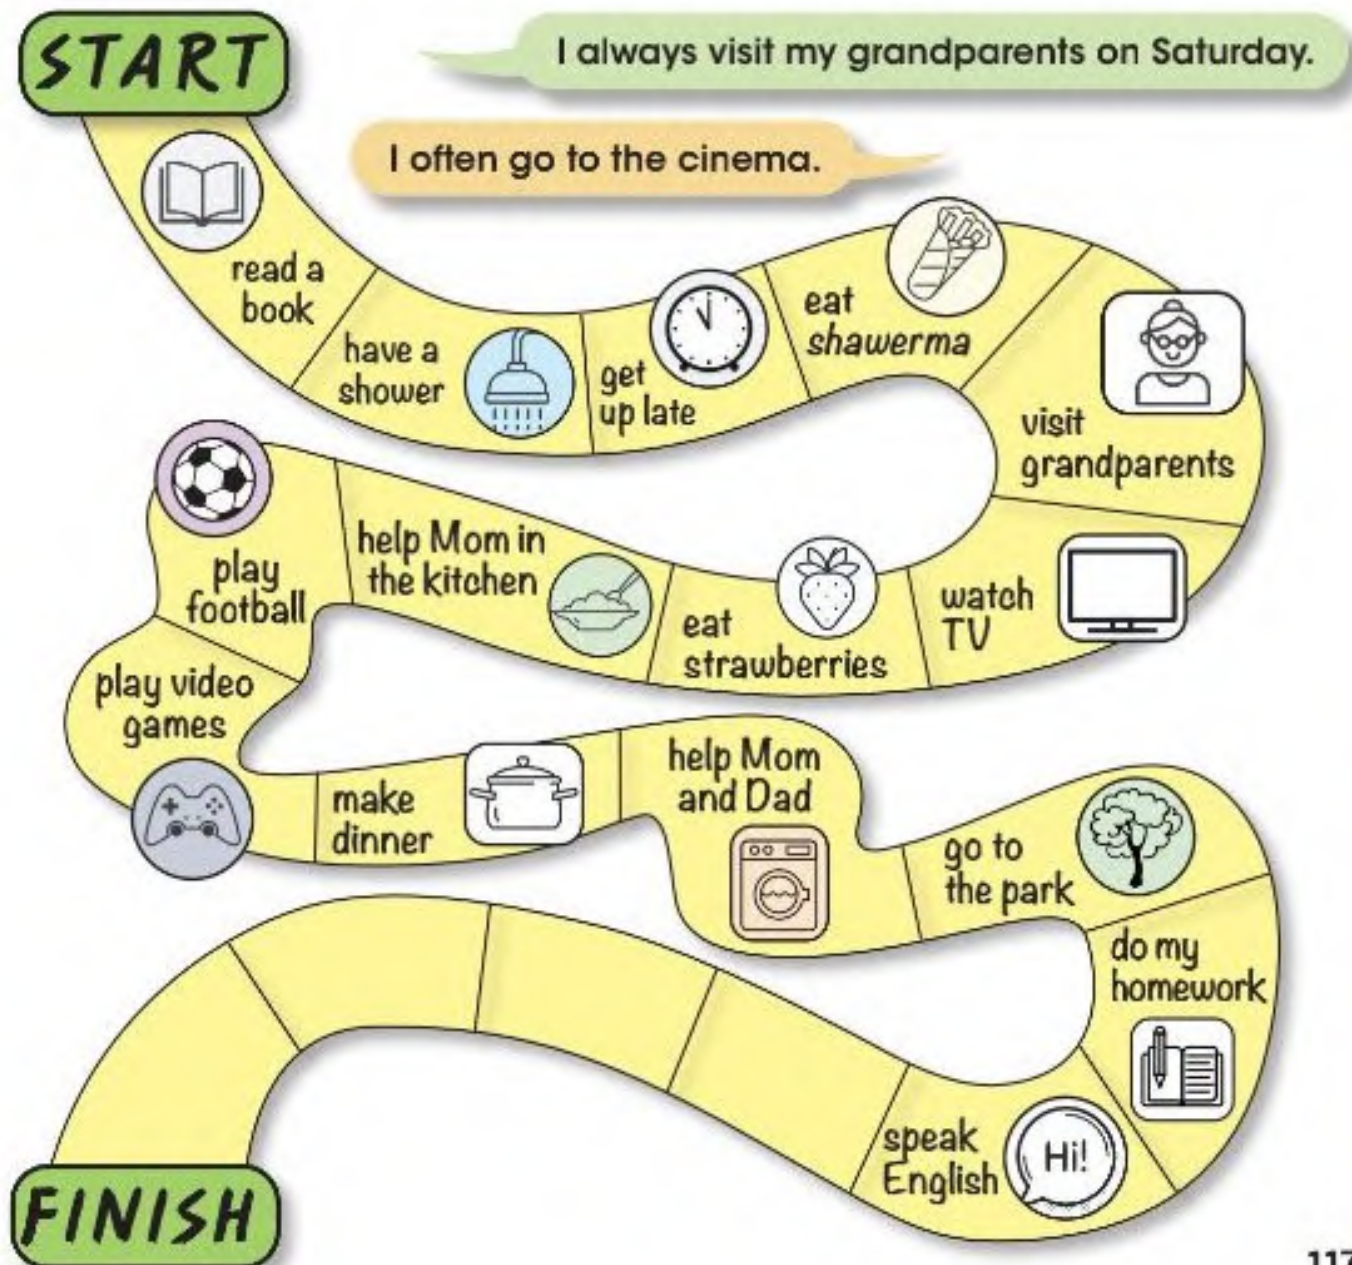 START
I always visit my grandparents on Saturday.
I often go to the cinema.
read a
book
have a
shower
get
up late
eat
shawerma
visit
grandparents
watch
TV
eat
strawberries
help Mom in
the kitchen
play
football
play video
games
make
dinner
help Mom
and Dad
go to
the park
do my
homework
speak
English
Hi!
FINISH
117